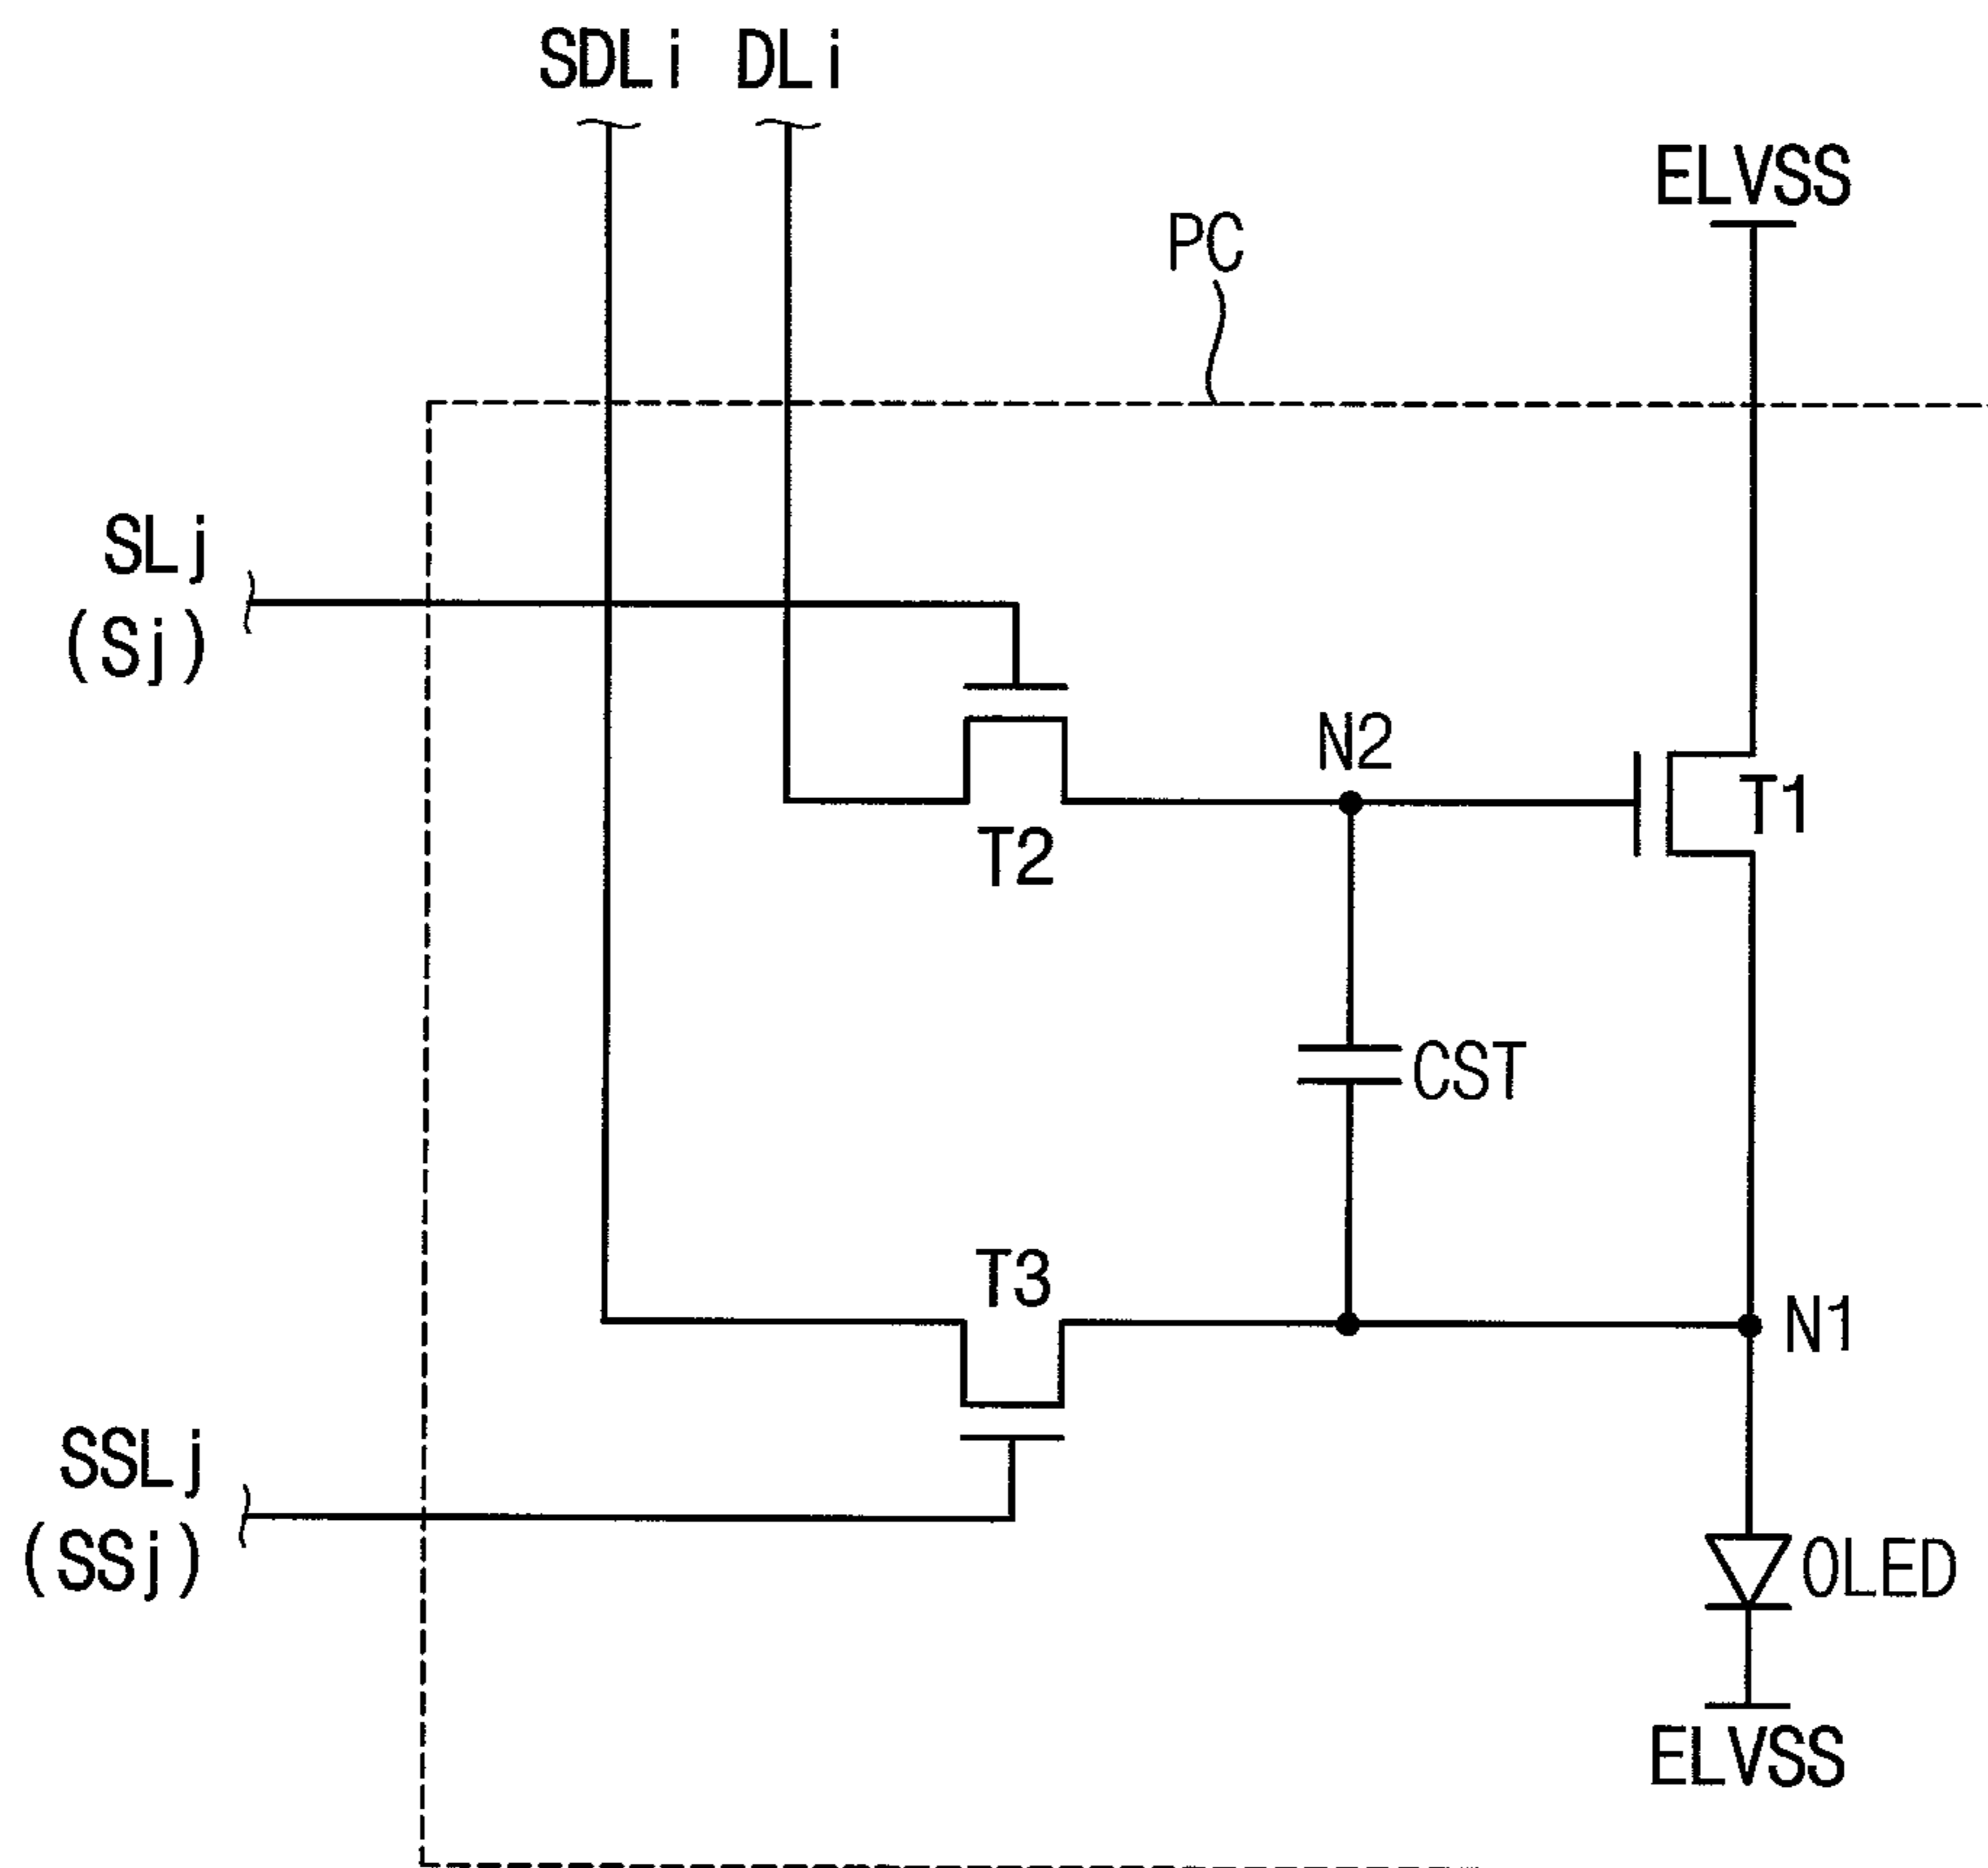 SDLi DLi
ELVSS
PC
SLj
(Sj)
N2
T1
T2
CST
T3
N1
SSLj
(SSj)
OLED
ELVSS